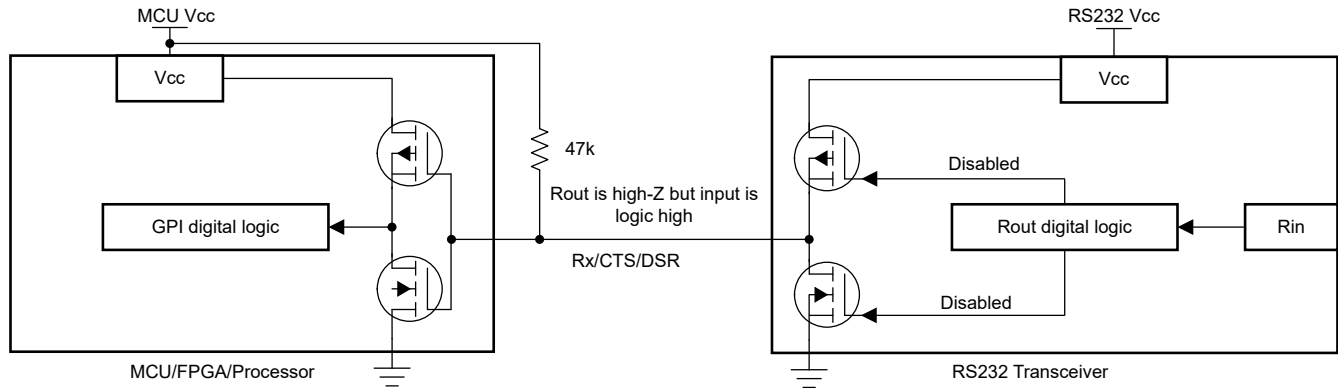 MCU Vcc
RS232 Vcc
Vcc
Vcc
47k
Disabled
Rout is high-Z but input is
logic high
GPI digital logic
Rout digital logic
Rin
Rx/CTS/DSR
Disabled
MCU/FPGA/Processor
RS232 Transceiver